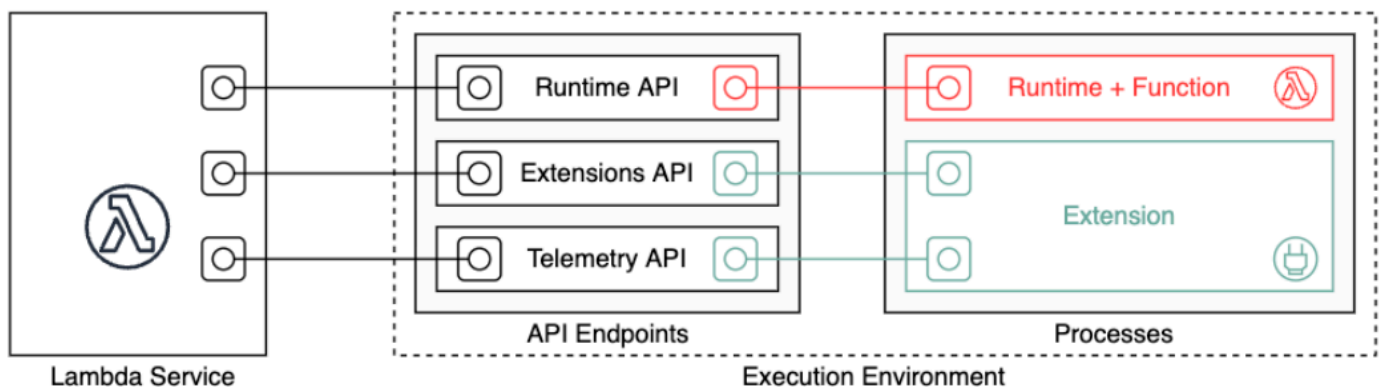 Runtime API
Runtime + Function
Extensions API
Extension
Telemetry API
API Endpoints
Processes
Lambda Service
Execution Environment